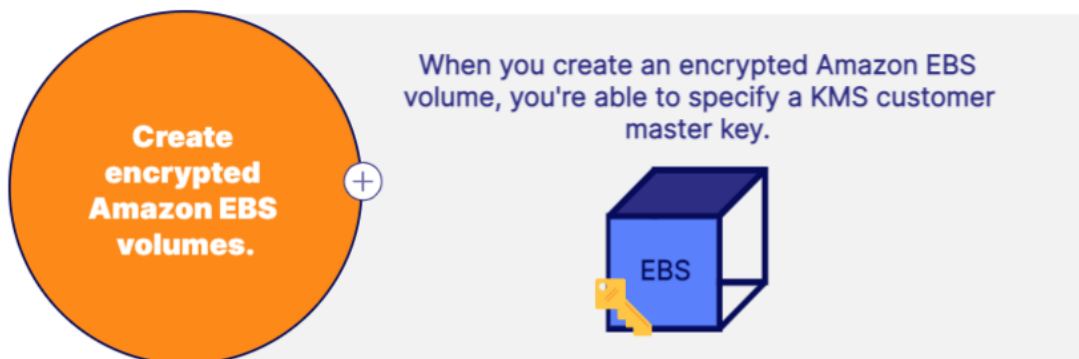 Create
encrypted
Amazon EBS
volumes.
When you create an encrypted Amazon EBS
volume, you're able to specify a KMS customer
master key.
EBS